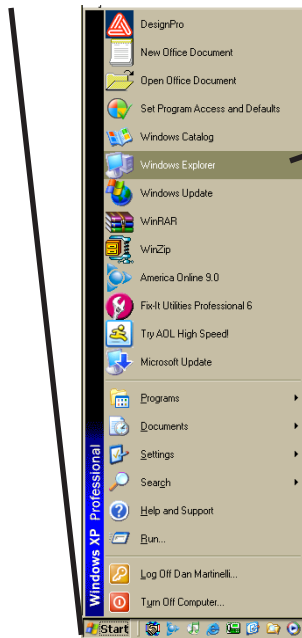 DesignPro
New Office Document
Open Office Document
Set Program Access and Defaults
Windows Catalog
Windows Explorer
Windows Update
WinRAR
WinZip
America Online 9.0
Fix-It Utilities Professional 6
Try AOL High Speed!
Microsoft Update
Programs
Documents
Settings
Search
Help and Support
Run...
Log Off Dan Martinelli...
Turn Off Computer...
Windows XP Professional
Start